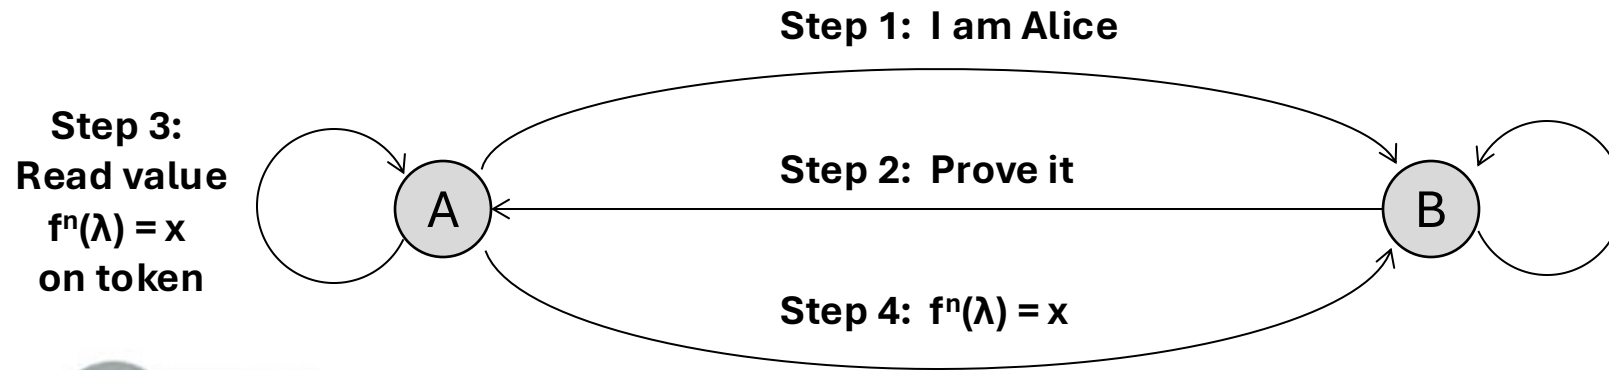 Step 1: I am Alice
Step 3:
Read value
fⁿ(λ) = x
on token
A
Step 2: Prove it
B
Step 4: fⁿ(λ) = x